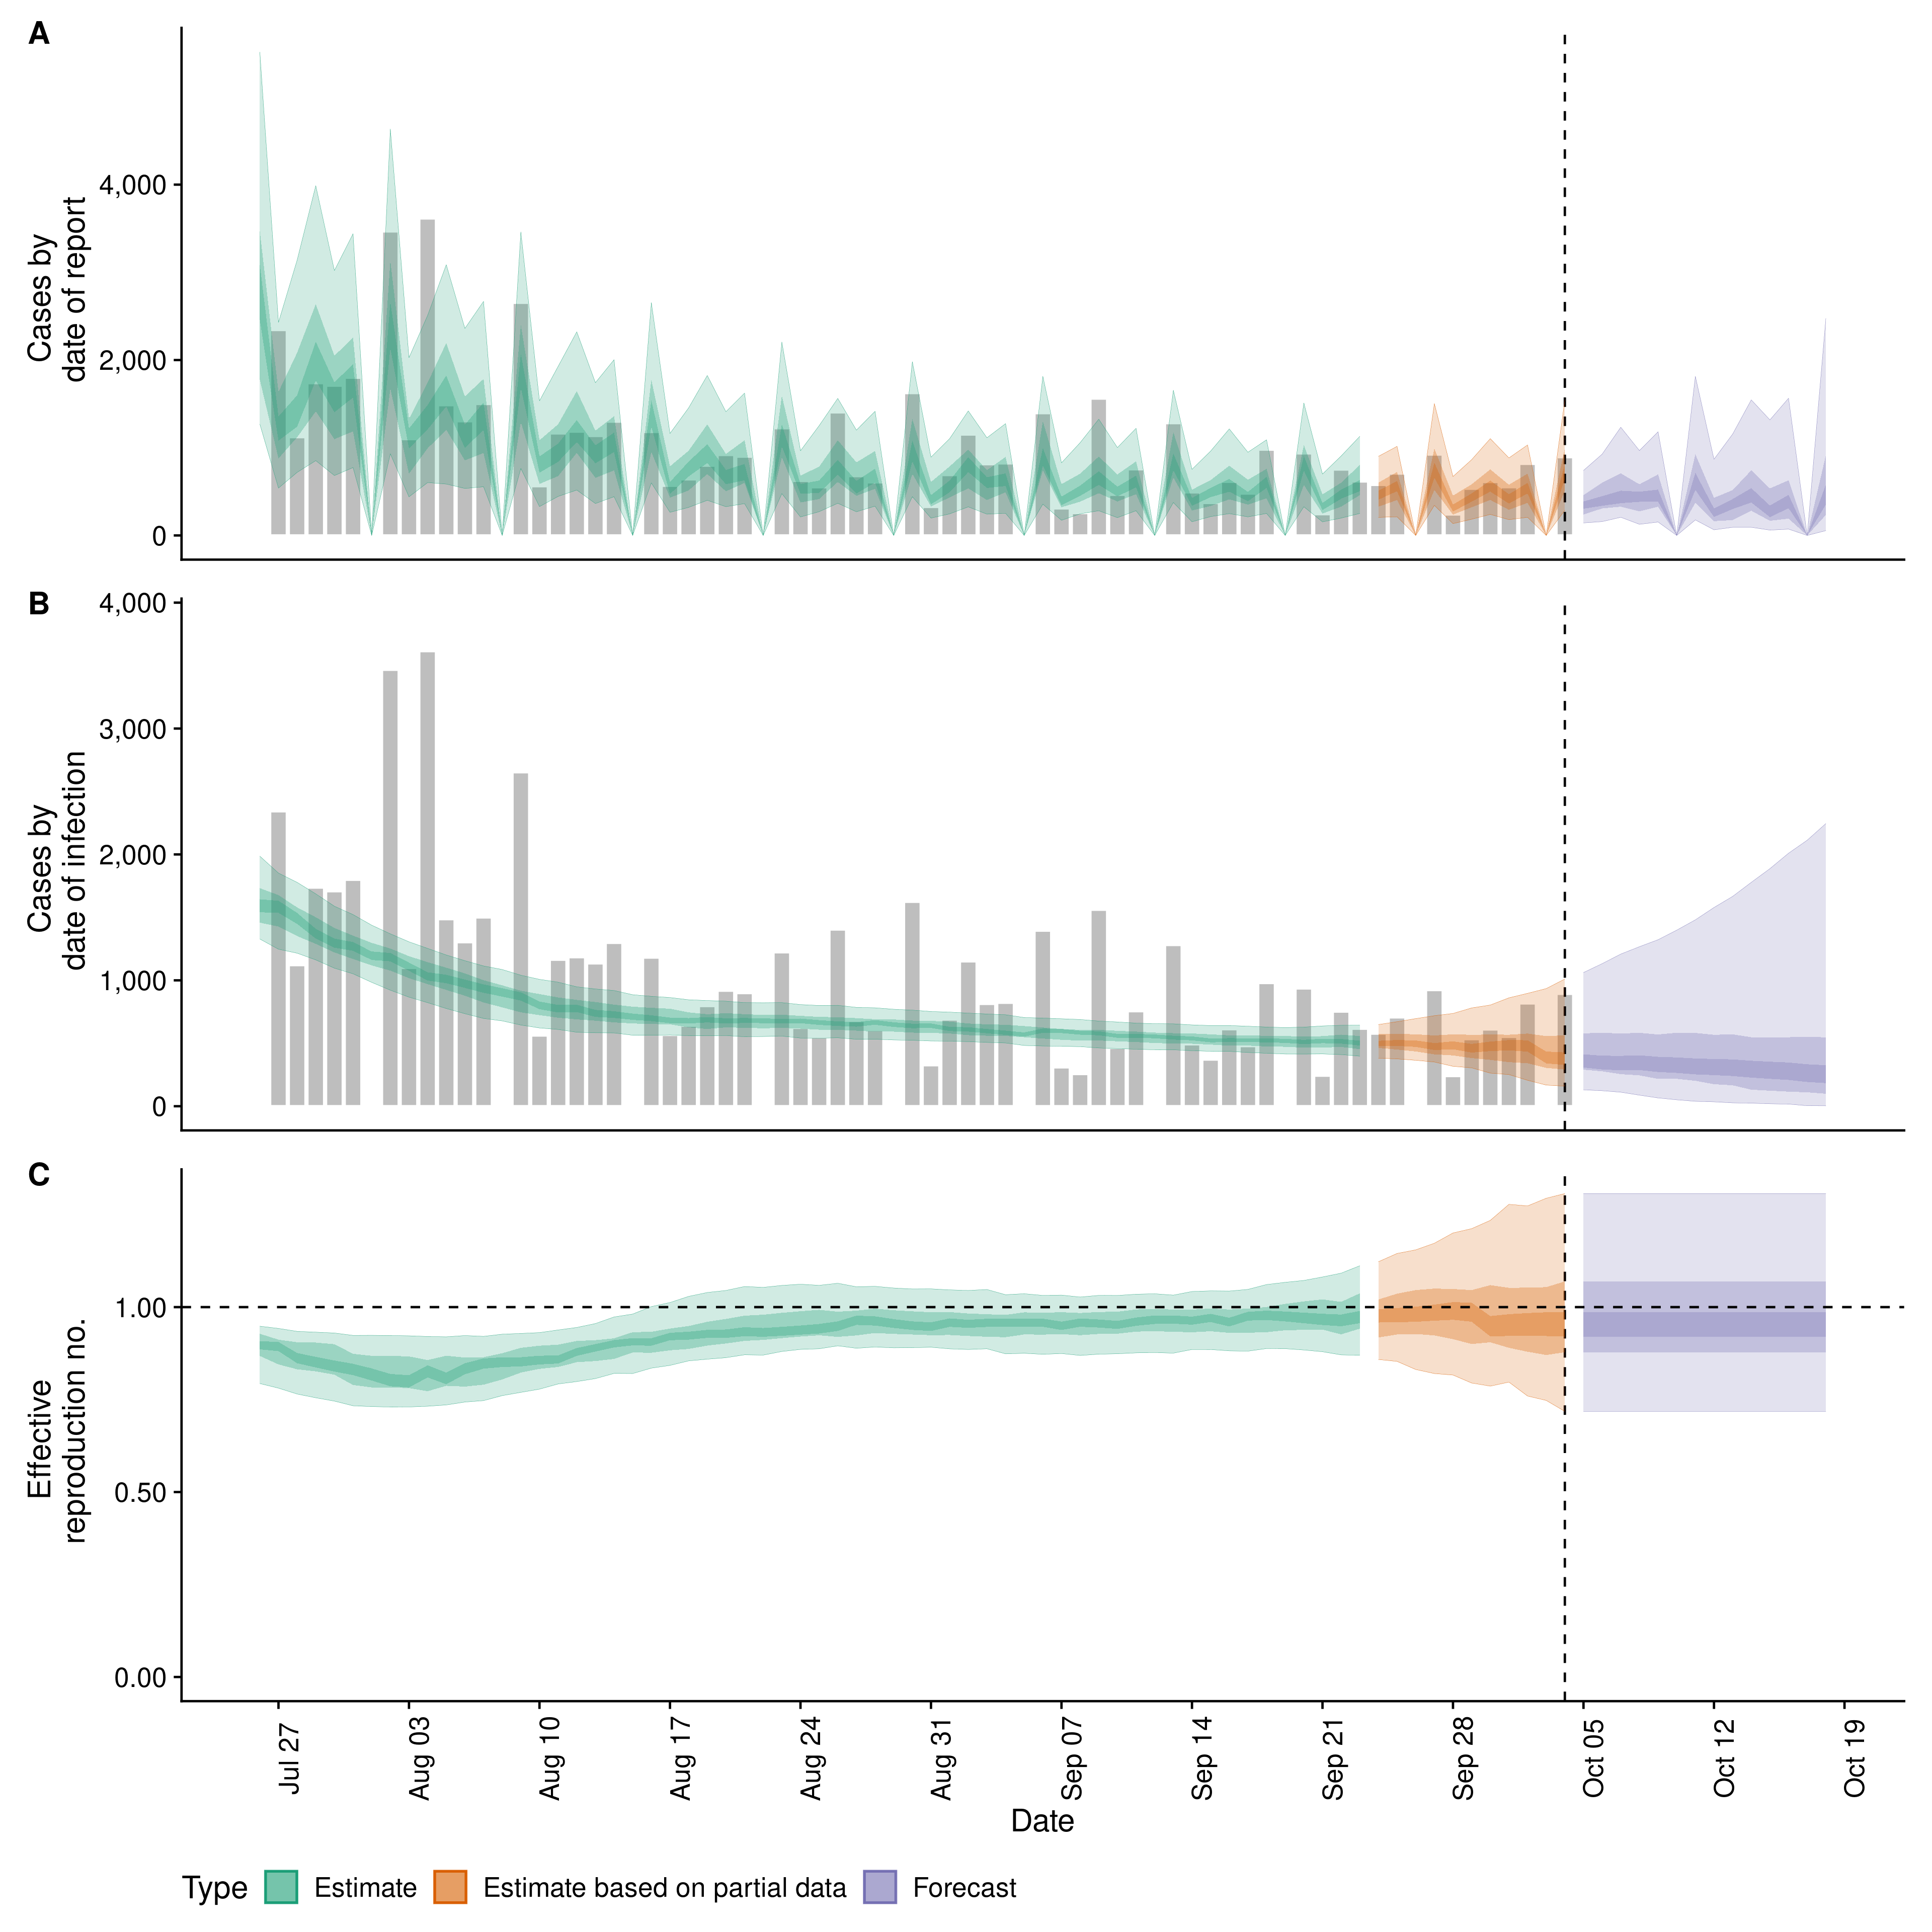 A
Cases by
date of report
4,000
2,000
0
B
Cases by
date of infection
4,000
3,000
2,000
1,000
0
C
Effective
reproduction no.
1.00
0.50
0.00
Jul 27
Aug 03
Aug 10
Aug 17
Aug 24
Aug 31
Sep 07
Sep 14
Sep 21
Sep 28
Oct 05
Oct 12
Oct 19
Date
Type Estimate Estimate based on partial data Forecast